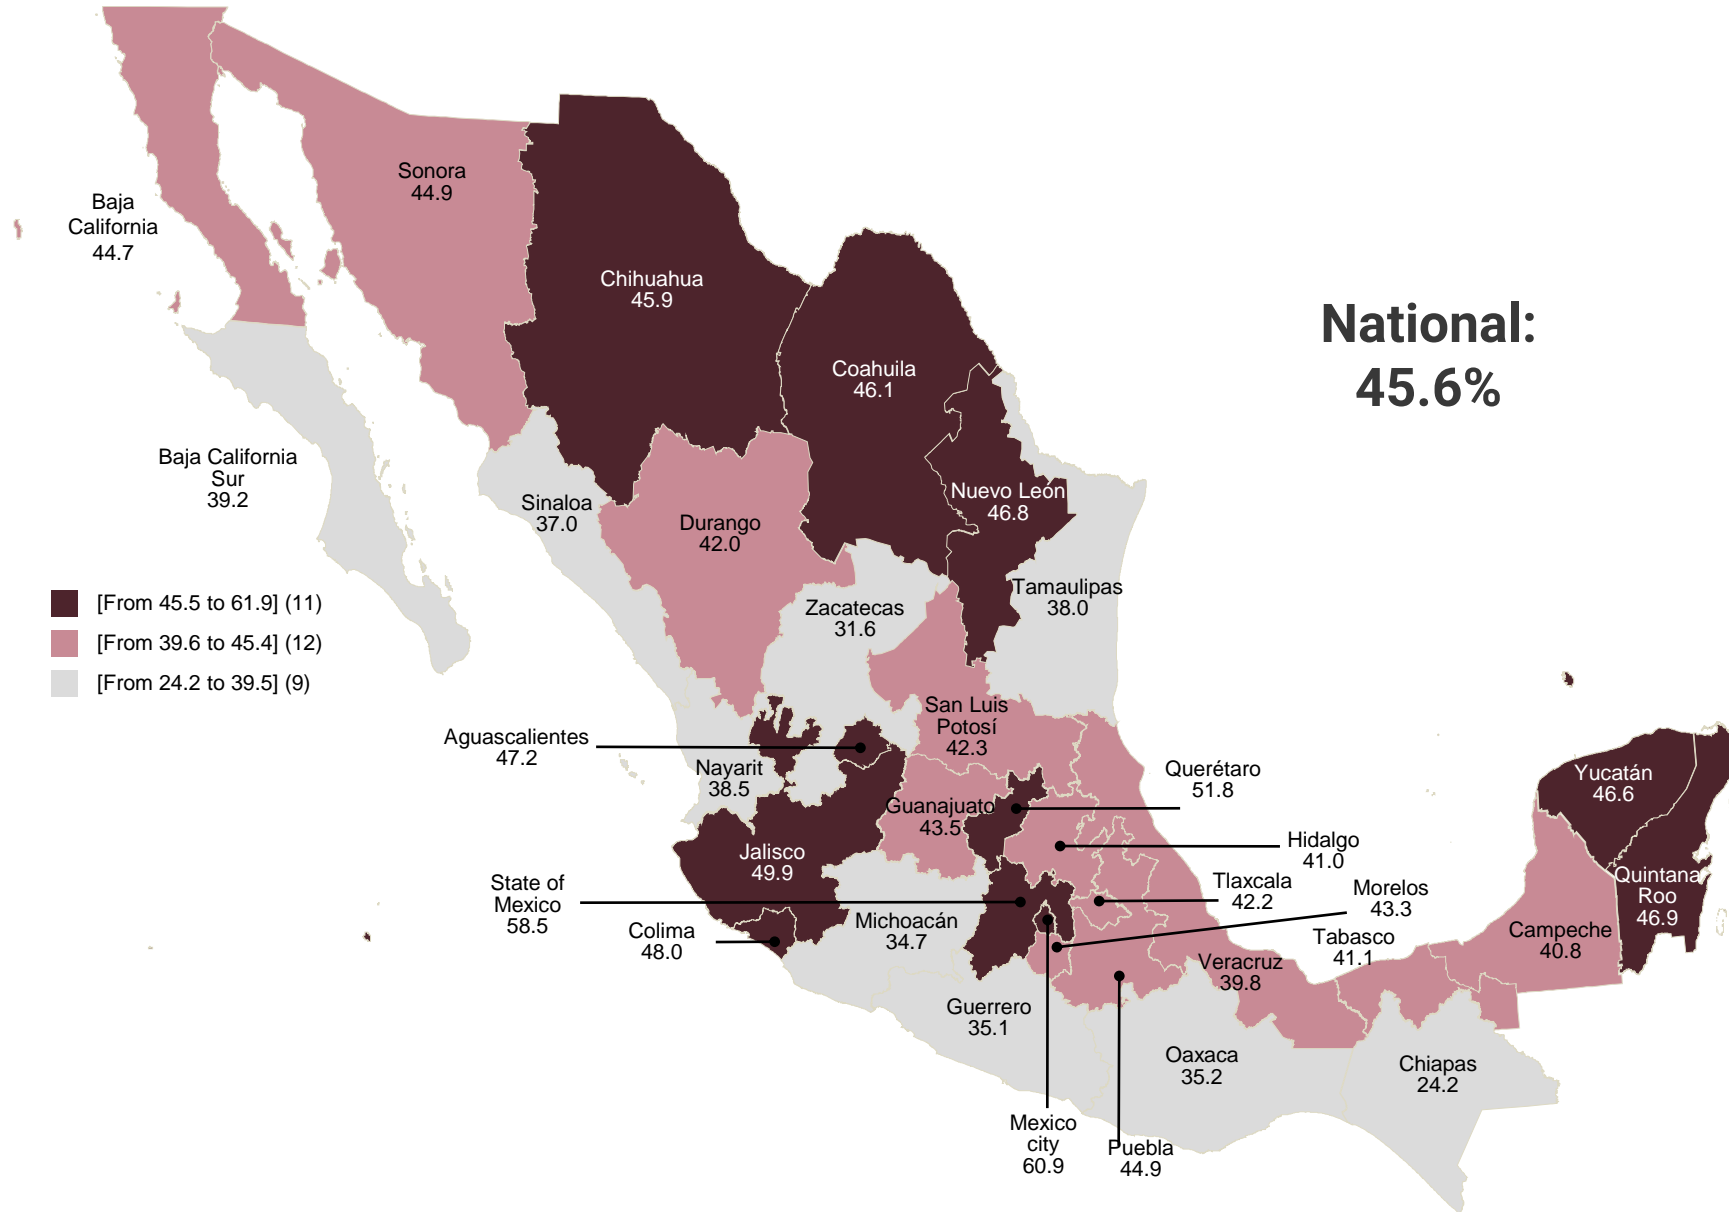 Sonora
44.9
Baja
California
44.7
Chihuahua
45.9
National:
45.6%
Coahuila
46.1
Baja California
Sur
39.2
Sinaloa
37.0
Durango
42.0
Nuevo León
46.8
Tamaulipas
38.0
Zacatecas
31.6
[From 45.5 to 61.9] (11)
[From 39.6 to 45.4] (12)
[From 24.2 to 39.5] (9)
San Luis
Potosí
42.3
Aguascalientes
47.2
Nayarit
38.5
Querétaro
51.8
Yucatán
46.6
Guanajuato
43.5
Hidalgo
41.0
Jalisco
49.9
State of
Mexico
58.5
Tlaxcala
42.2
Morelos
43.3
Quintana
Roo
46.9
Michoacán
34.7
Colima
48.0
Tabasco
41.1
Campeche
40.8
Veracruz
39.8
Guerrero
35.1
Oaxaca
35.2
Chiapas
24.2
Mexico
city
60.9
Puebla
44.9